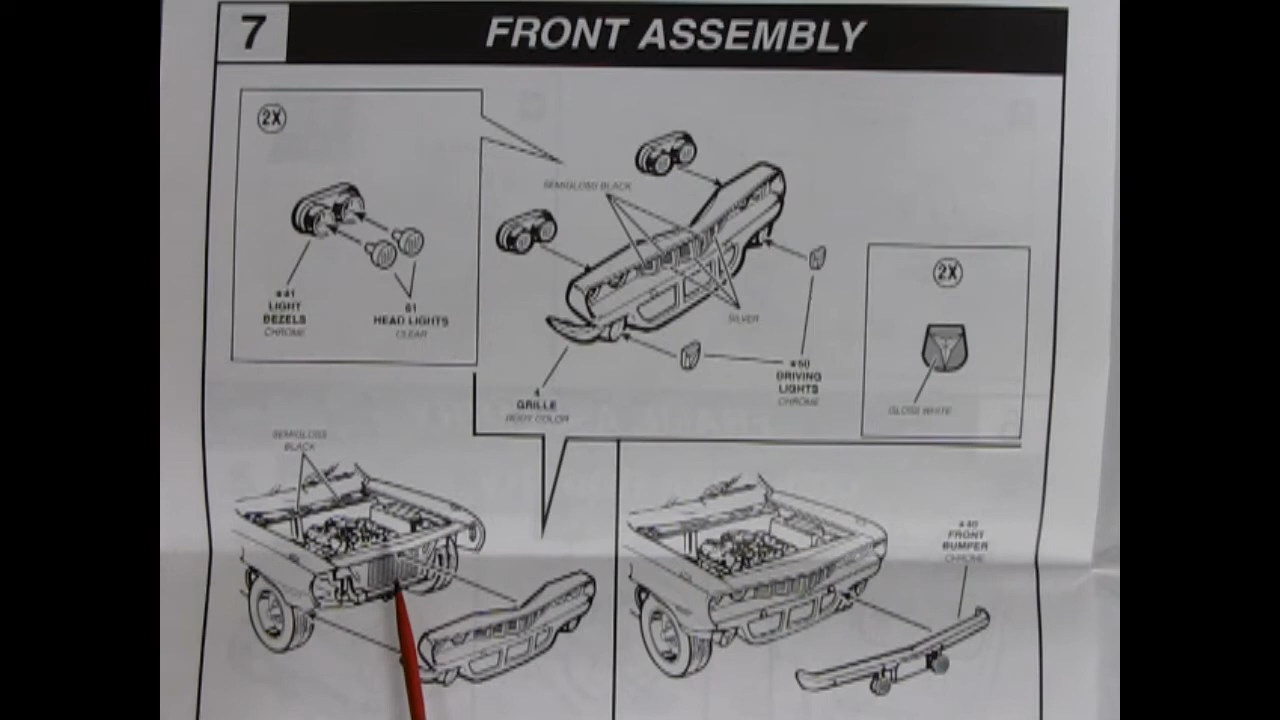 7
FRONT ASSEMBLY
2X
SEMIGLOSS BLACK
2X
*41
LIGHT
BEZELS
CHROME
61
HEAD LIGHTS
CLEAR
SILVER
*50
DRIVING
LIGHTS
CHROME
4
GRILLE
BODY COLOR
GLOSS WHITE
SEMIGLOSS
BLACK
*40
FRONT
BUMPER
CHROME